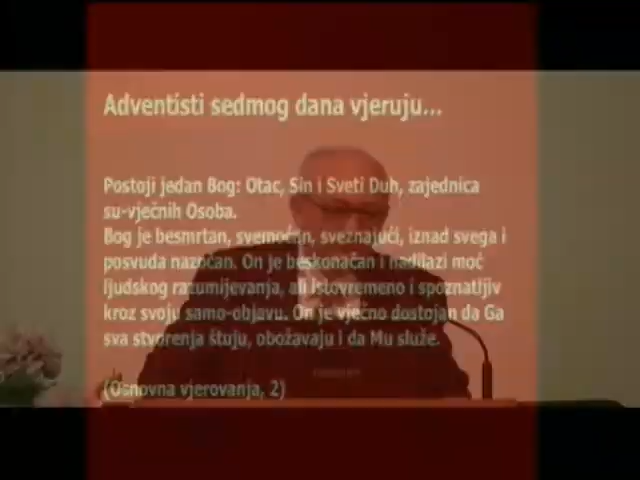 Adventisti sedmog dana vjeruju...
Postoji jedan Bog: Otac, Sin i Sveti Duh, zajednica
su-vječnih Osoba.
Bog je besmrtan, svemoćan, sveznajući, iznad svega i
posvuda nazočan. On je beskonačan i nadilazi moć
ljudskog razumijevanja, ali istovremeno i spoznatljiv
kroz svoju samo-objavu. On je vječno dostojan da Ga
sva stvorenja štuju, obožavaju i da Mu služe.
(Osnovna vjerovanja, 2)